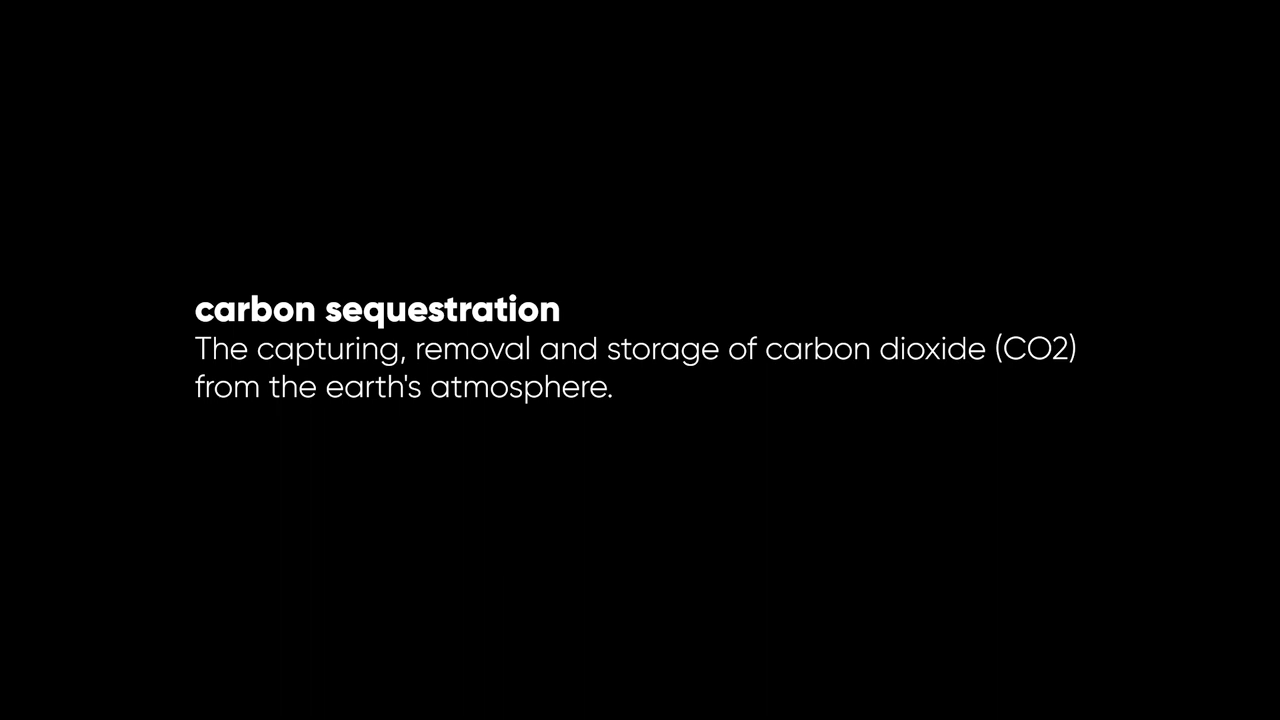 carbon sequestration
The capturing, removal and storage of carbon dioxide (CO2)
from the earth's atmosphere.